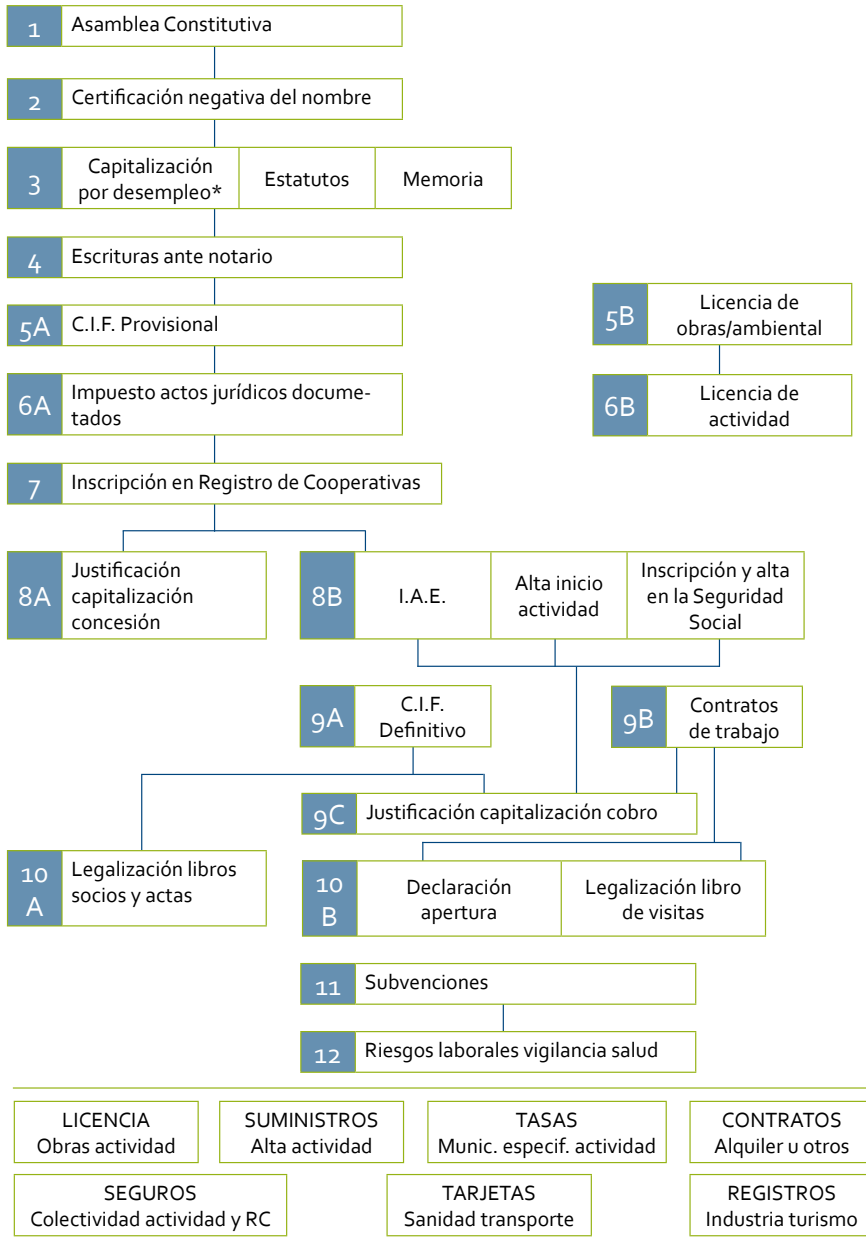 1 Asamblea Constitutiva
2 Certificación negativa del nombre
3
Capitalización
por desempleo*
Estatutos
Memoria
4 Escrituras ante notario
5A C.I.F. Provisional
5B
Licencia de
obras/ambiental
6A
Impuesto actos jurídicos docume-
tados
6B
Licencia de
actividad
7 Inscripción en Registro de Cooperativas
8A
Justificación
capitalización
concesión
8B
I.A.E.
Alta inicio
actividad
Inscripción y alta
en la Seguridad
Social
9A
C.I.F.
Definitivo
9B
Contratos
de trabajo
9C Justificación capitalización cobro
10
A
Legalización libros
socios y actas
10
B
Declaración
apertura
Legalización libro
de visitas
11 Subvenciones
12 Riesgos laborales vigilancia salud
LICENCIA
Obras actividad
SUMINISTROS
Alta actividad
TASAS
Munic. especif. actividad
CONTRATOS
Alquiler u otros
SEGUROS
Colectividad actividad y RC
TARJETAS
Sanidad transporte
REGISTROS
Industria turismo